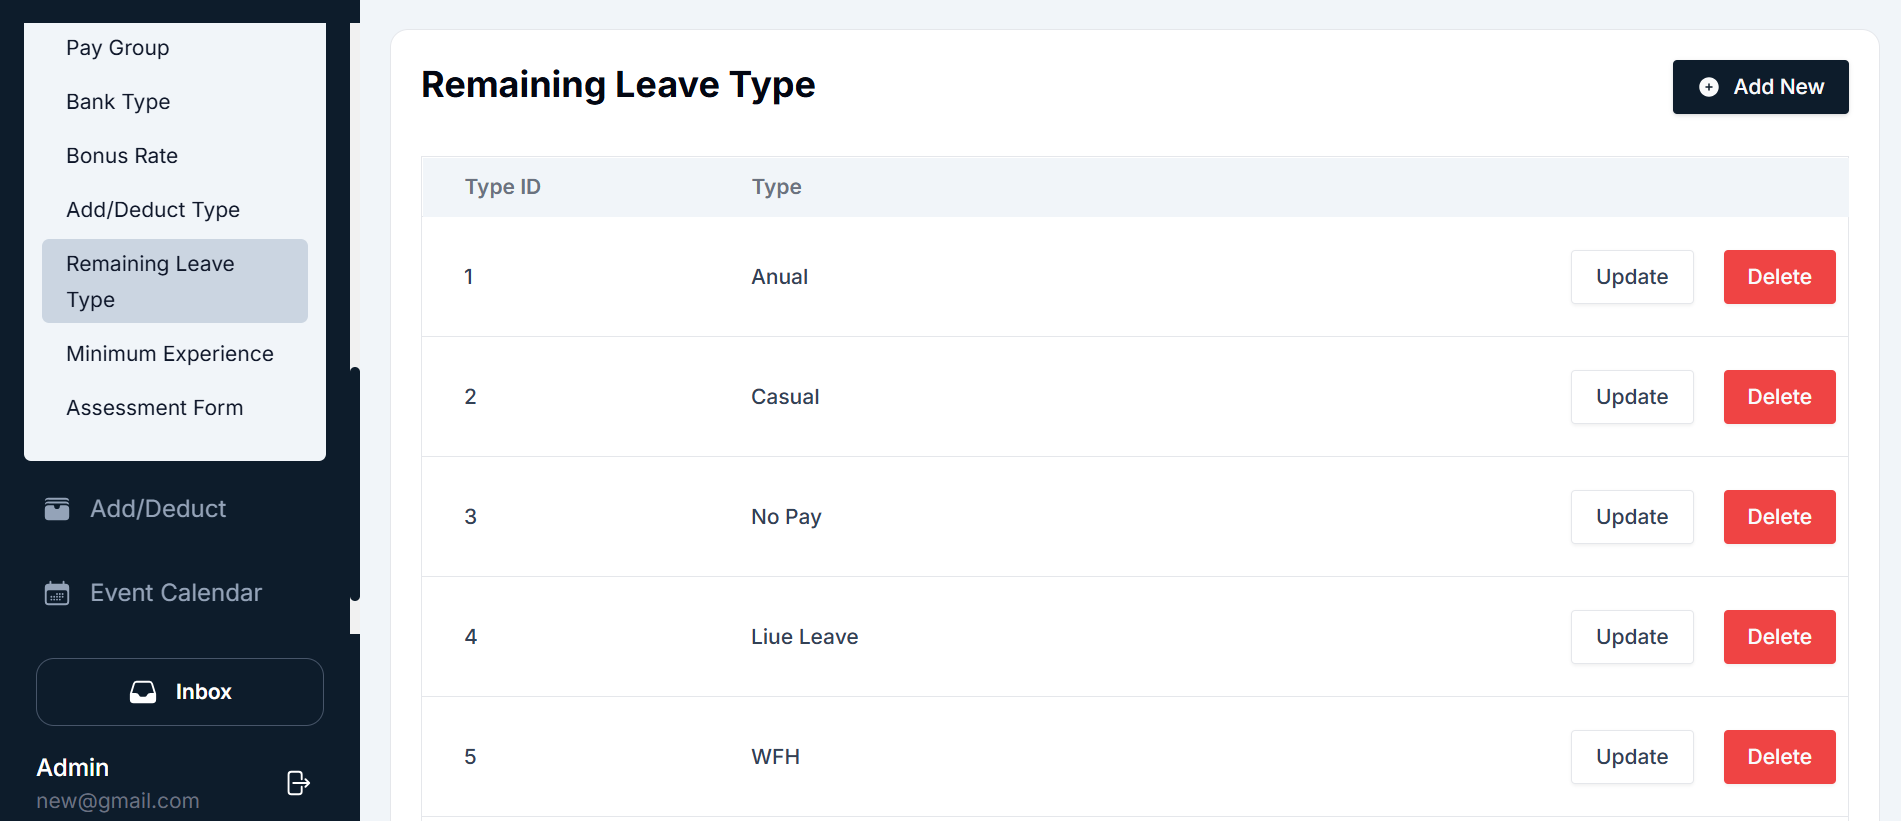 Pay Group
Bank Type
Bonus Rate
Add/Deduct Type
Remaining Leave
Type
Minimum Experience
Assessment Form
Add/Deduct
Event Calendar
Inbox
Admin
new@gmail.com
Remaining Leave Type
Add New
Type ID Type
1 Anual Update Delete
2 Casual Update Delete
3 No Pay Update Delete
4 Liue Leave Update Delete
5 WFH Update Delete